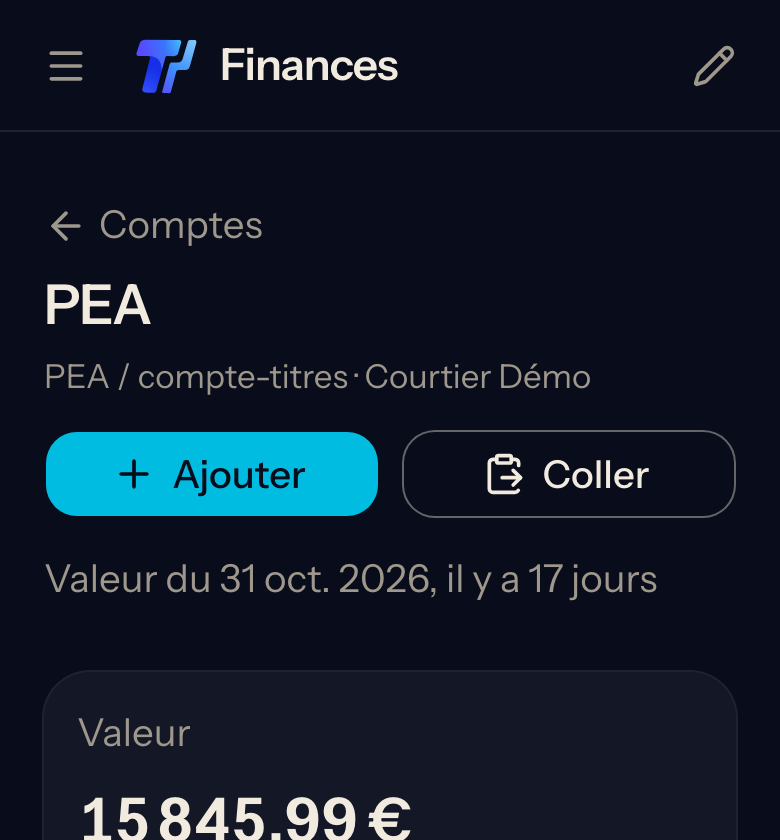 Finances
Comptes
PEA
PEA / compte-titres · Courtier Démo
Ajouter
Coller
Valeur du 31 oct. 2026, il y a 17 jours
Valeur
15 845,99 €